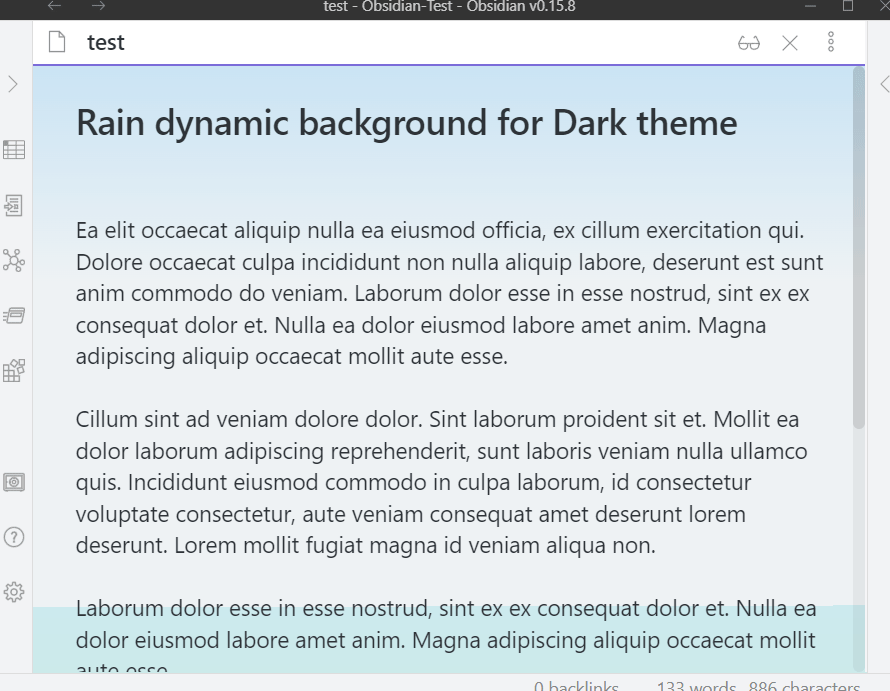 test - Obsidian-Test - Obsidian v0.15.8
test
Rain dynamic background for Dark theme
Ea elit occaecat aliquip nulla ea eiusmod officia, ex cillum exercitation qui.
Dolore occaecat culpa incididunt non nulla aliquip labore, deserunt est sunt
anim commodo do veniam. Laborum dolor esse in esse nostrud, sint ex ex
consequat dolor et. Nulla ea dolor eiusmod labore amet anim. Magna
adipiscing aliquip occaecat mollit aute esse.
Cillum sint ad veniam dolore dolor. Sint laborum proident sit et. Mollit ea
dolor laborum adipiscing reprehenderit, sunt laboris veniam nulla ullamco
quis. Incididunt eiusmod commodo in culpa laborum, id consectetur
voluptate consectetur, aute veniam consequat amet deserunt lorem
deserunt. Lorem mollit fugiat magna id veniam aliqua non.
Laborum dolor esse in esse nostrud, sint ex ex consequat dolor et. Nulla ea
dolor eiusmod labore amet anim. Magna adipiscing aliquip occaecat mollit
aute esse
0 backlinks 133 words 886 characters